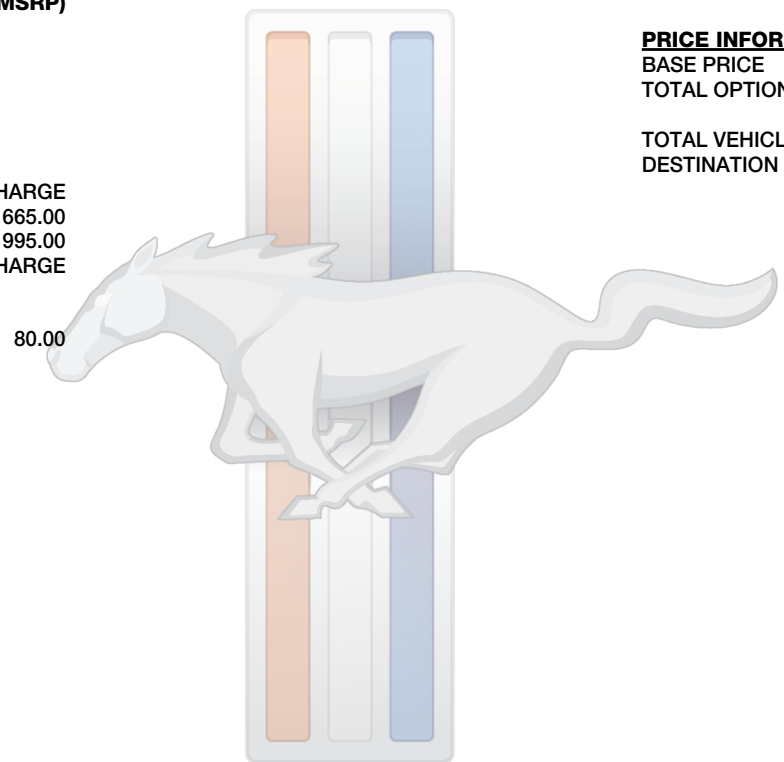 MSRP)
HARGE
665.00
995.00
HARGE
80.00
PRICE INFOR
BASE PRICE
TOTAL OPTION
TOTAL VEHICL
DESTINATION